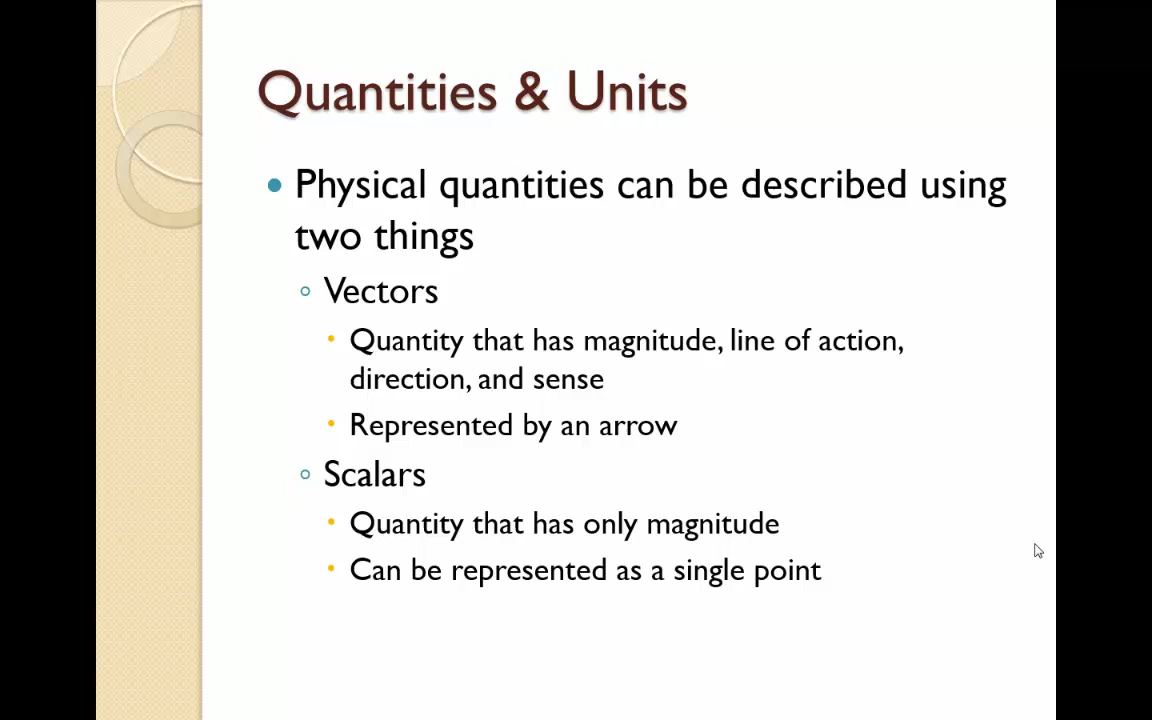 Quantities & Units
Physical quantities can be described using
two things
Vectors
Quantity that has magnitude, line of action,
direction, and sense
Represented by an arrow
Scalars
Quantity that has only magnitude
Can be represented as a single point